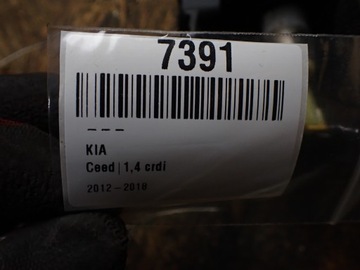 7391
---
KIA
Ceed | 1,4 crdi
2012 - 2018